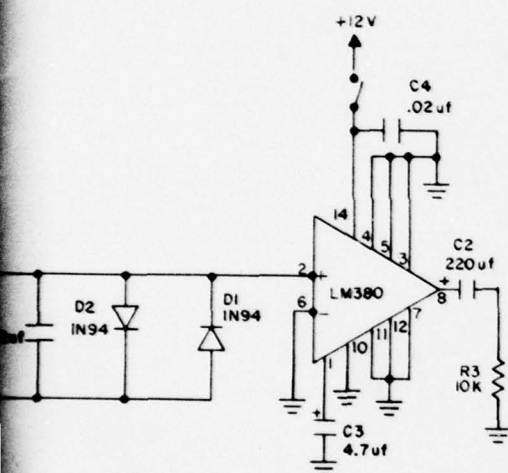 +12V
C4
.02uf
14
4
5
3
C2
220uf
+
2
+
LM380
8
6
-
D2
1N94
D1
1N94
7
12
11
10
1
+
C3
4.7uf
R3
10K